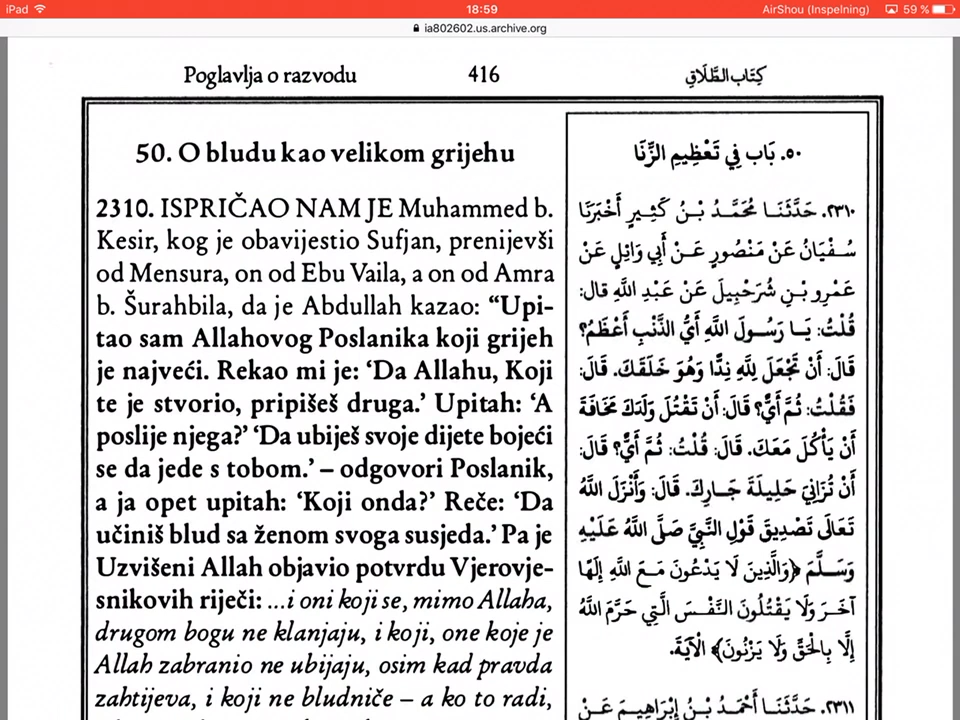 iPad 18:59 AirShou (Inspelning) 59 %
ia802602.us.archive.org
Poglavlja o razvodu 416 كِتَاب الطَّلَاقِ
50. O bludu kao velikom grijehu
2310. ISPRIČAO NAM JE Muhammed b.
Kesir, kog je obavijestio Sufjan, prenijevši
od Mensura, on od Ebu Vaila, a on od Amra
b. Šurahbila, da je Abdullah kazao: “Upi-
tao sam Allahovog Poslanika koji grijeh
je najveći. Rekao mi je: ‘Da Allahu, Koji
te je stvorio, pripišeš druga.’ Upitah: ‘A
poslije njega?’ ‘Da ubiješ svoje dijete bojeći
se da jede s tobom.’ – odgovori Poslanik,
a ja opet upitah: ‘Koji onda?’ Reče: ‘Da
učiniš blud sa ženom svoga susjeda.’ Pa je
Uzvišeni Allah objavio potvrdu Vjerovje-
snikovih riječi: ...i oni koji se, mimo Allaha,
drugom bogu ne klanjaju, i koji, one koje je
Allah zabranio ne ubijaju, osim kad pravda
zahtijeva, i koji ne bludniče – a ko to radi,
٥٠. بَاب فِي تَعْظِيمِ الزِّنَا
٢٣١٠. حَدَّثَنَا مُحَمَّدُ بْنُ كَثِيرٍ أَخْبَرَنَا
سُفْيَانُ عَنْ مَنْصُورٍ عَنْ أَبِي وَائِلٍ عَنْ
عَمْرِو بْنِ شُرَحْبِيلَ عَنْ عَبْدِ اللَّهِ قال:
قُلْتُ: يَا رَسُولَ اللَّهِ أَيُّ الذَّنْبِ أَعْظَمُ؟
قَالَ: أَنْ تَجْعَلَ لِلَّهِ نِدًّا وَهُوَ خَلَقَكَ. قَالَ:
فَقُلْتُ: ثُمَّ أَيٌّ؟ قَالَ: أَنْ تَقْتُلَ وَلَدَكَ مَخَافَةَ
أَنْ يَأْكُلَ مَعَكَ. قَالَ: قُلْتُ: ثُمَّ أَيٌّ؟ قَالَ:
أَنْ تُزَانِيَ حَلِيلَةَ جَارِكَ. قَالَ: وَأَنْزَلَ اللَّهُ
تَعَالَى تَصْدِيقَ قَوْلِ النَّبِيِّ صَلَّى اللَّهُ عَلَيْهِ
وَسَلَّمَ ﴿وَالَّذِينَ لَا يَدْعُونَ مَعَ اللَّهِ إِلَهًا
آخَرَ وَلَا يَقْتُلُونَ النَّفْسَ الَّتِي حَرَّمَ اللَّهُ
إِلَّا بِالْحَقِّ وَلَا يَزْنُونَ﴾ الْآيَةَ.
٢٣١١. حَدَّثَنَا أَحْمَدُ بْنُ إِبْرَاهِيمَ عَنْ